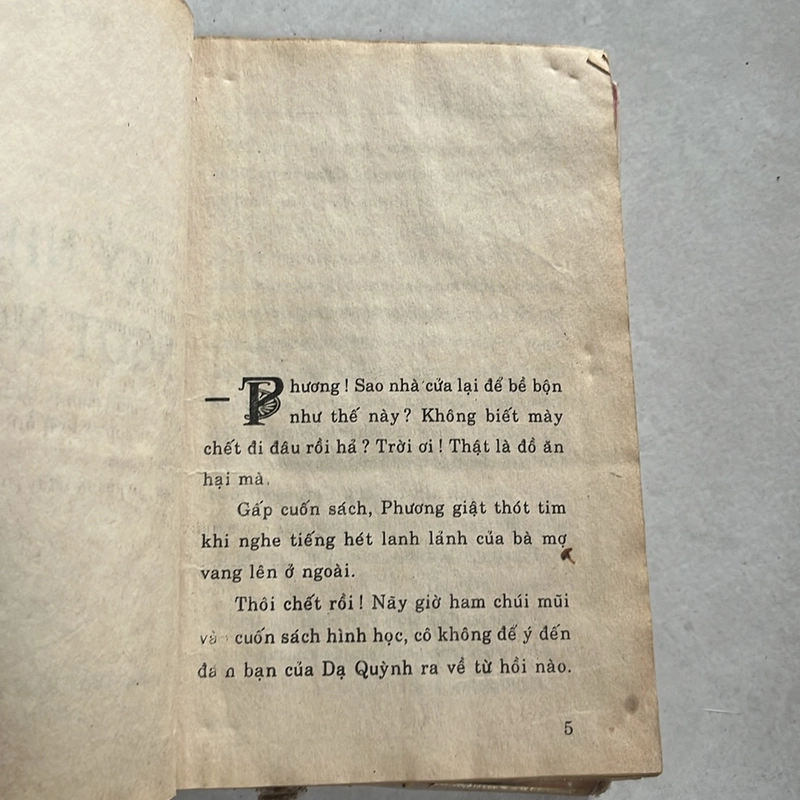 — Phương ! Sao nhà cửa lại để bề bộn
như thế này ? Không biết mày
chết đi đâu rồi hả ? Trời ơi ! Thật là đồ ăn
hại mà.
Gấp cuốn sách, Phương giật thót tim
khi nghe tiếng hét lanh lảnh của bà mợ
vang lên ở ngoài.
Thôi chết rồi ! Nãy giờ ham chúi mũi
vào cuốn sách hình học, cô không để ý đến
đám bạn của Dạ Quỳnh ra về từ hồi nào.
5